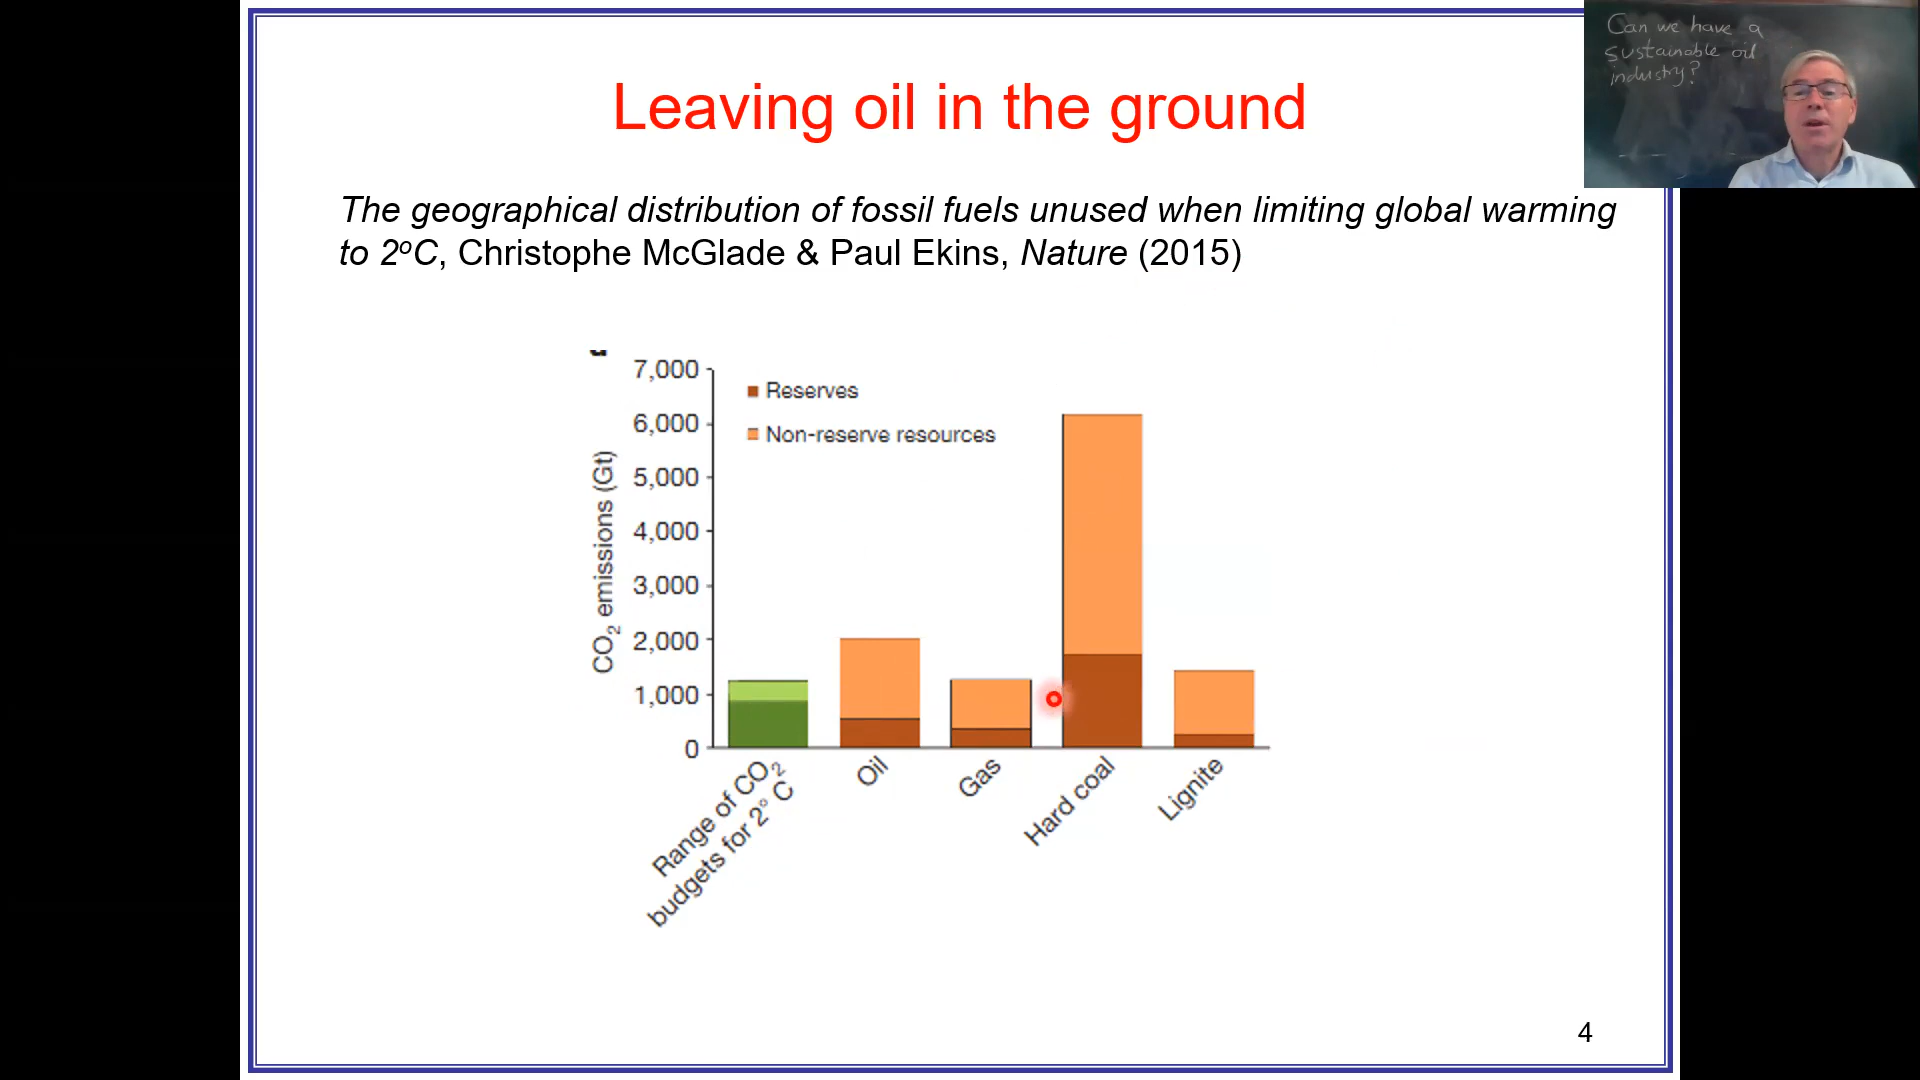 Can we have a
sustainable oil
industry?
Leaving oil in the ground
The geographical distribution of fossil fuels unused when limiting global warming
to 2ºC, Christophe McGlade & Paul Ekins, Nature (2015)
7,000
6,000
5,000
4,000
3,000
2,000
1,000
0
CO₂ emissions (Gt)
Reserves
Non-reserve resources
Range of CO₂
budgets for 2° C
Oil
Gas
Hard coal
Lignite
4